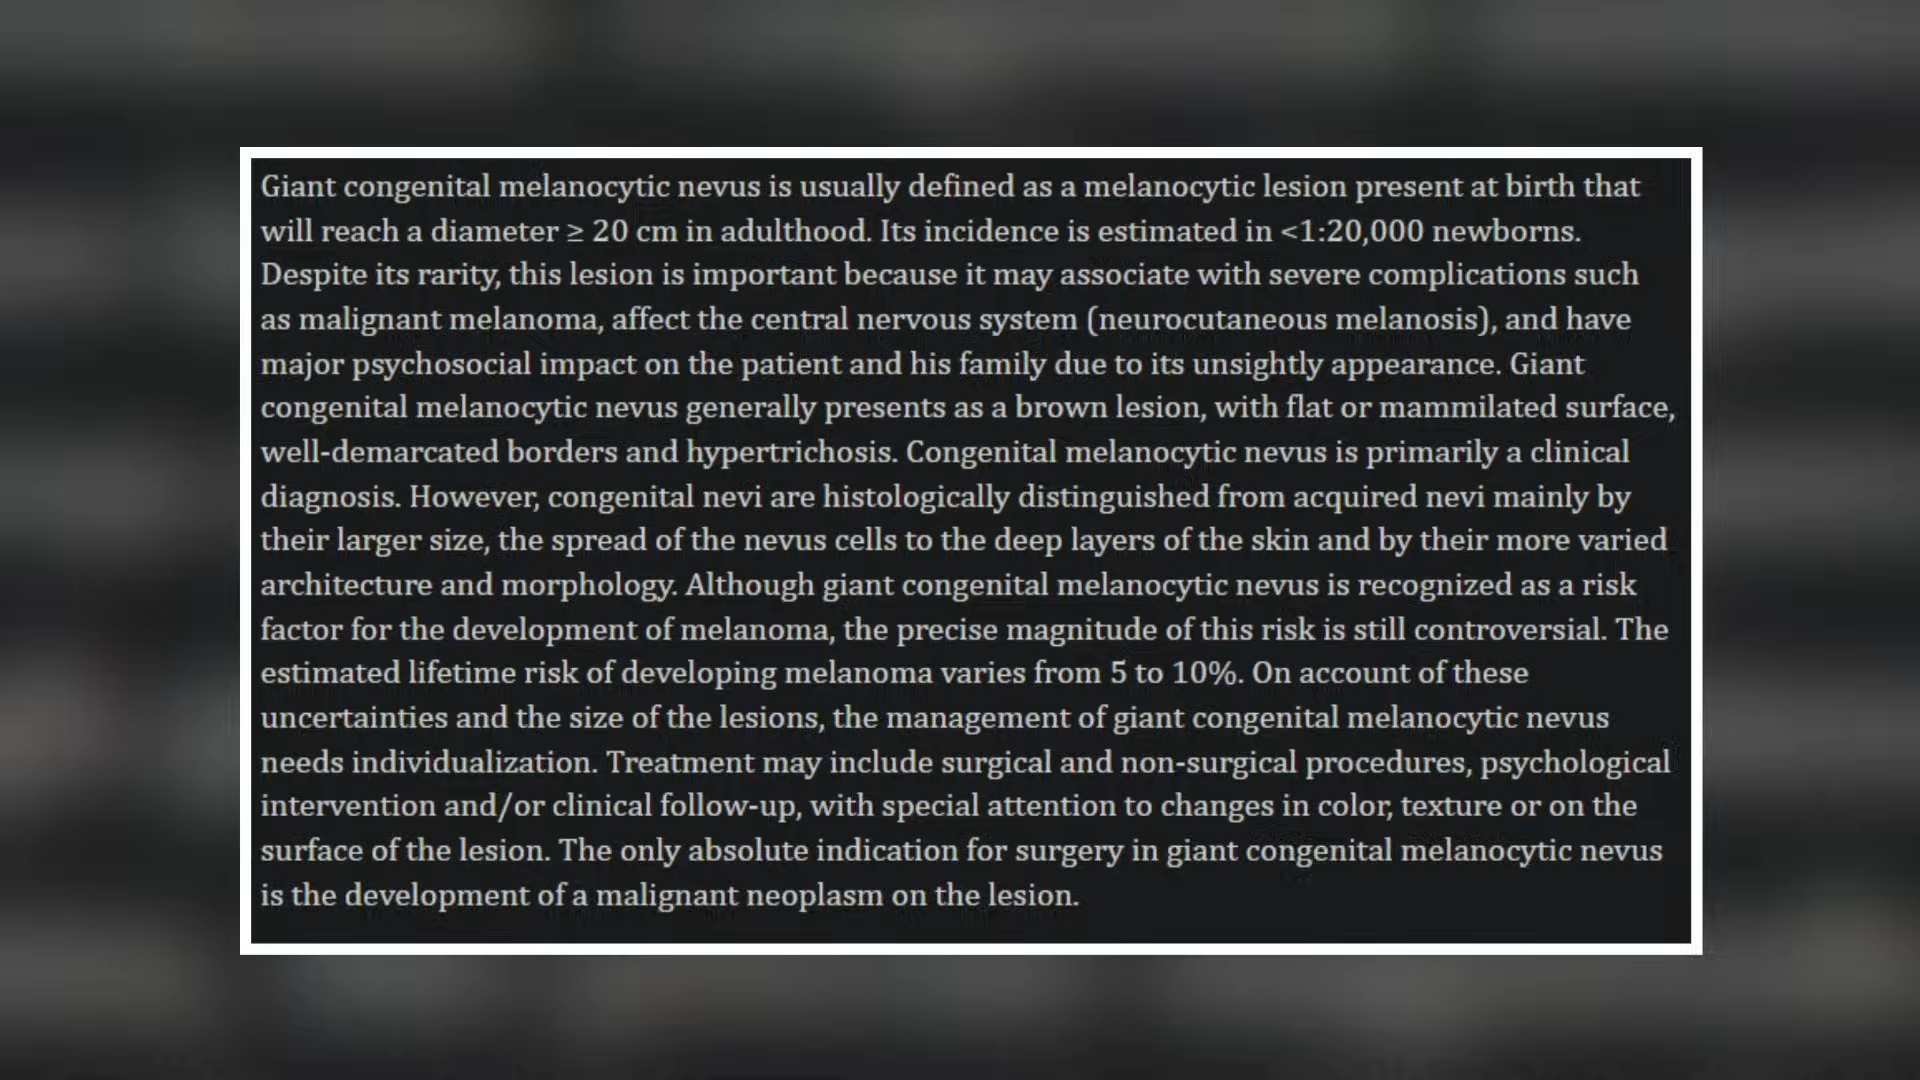 Giant congenital melanocytic nevus is usually defined as a melanocytic lesion present at birth that
will reach a diameter ≥ 20 cm in adulthood. Its incidence is estimated in <1:20,000 newborns.
Despite its rarity, this lesion is important because it may associate with severe complications such
as malignant melanoma, affect the central nervous system (neurocutaneous melanosis), and have
major psychosocial impact on the patient and his family due to its unsightly appearance. Giant
congenital melanocytic nevus generally presents as a brown lesion, with flat or mammilated surface,
well-demarcated borders and hypertrichosis. Congenital melanocytic nevus is primarily a clinical
diagnosis. However, congenital nevi are histologically distinguished from acquired nevi mainly by
their larger size, the spread of the nevus cells to the deep layers of the skin and by their more varied
architecture and morphology. Although giant congenital melanocytic nevus is recognized as a risk
factor for the development of melanoma, the precise magnitude of this risk is still controversial. The
estimated lifetime risk of developing melanoma varies from 5 to 10%. On account of these
uncertainties and the size of the lesions, the management of giant congenital melanocytic nevus
needs individualization. Treatment may include surgical and non-surgical procedures, psychological
intervention and/or clinical follow-up, with special attention to changes in color, texture or on the
surface of the lesion. The only absolute indication for surgery in giant congenital melanocytic nevus
is the development of a malignant neoplasm on the lesion.